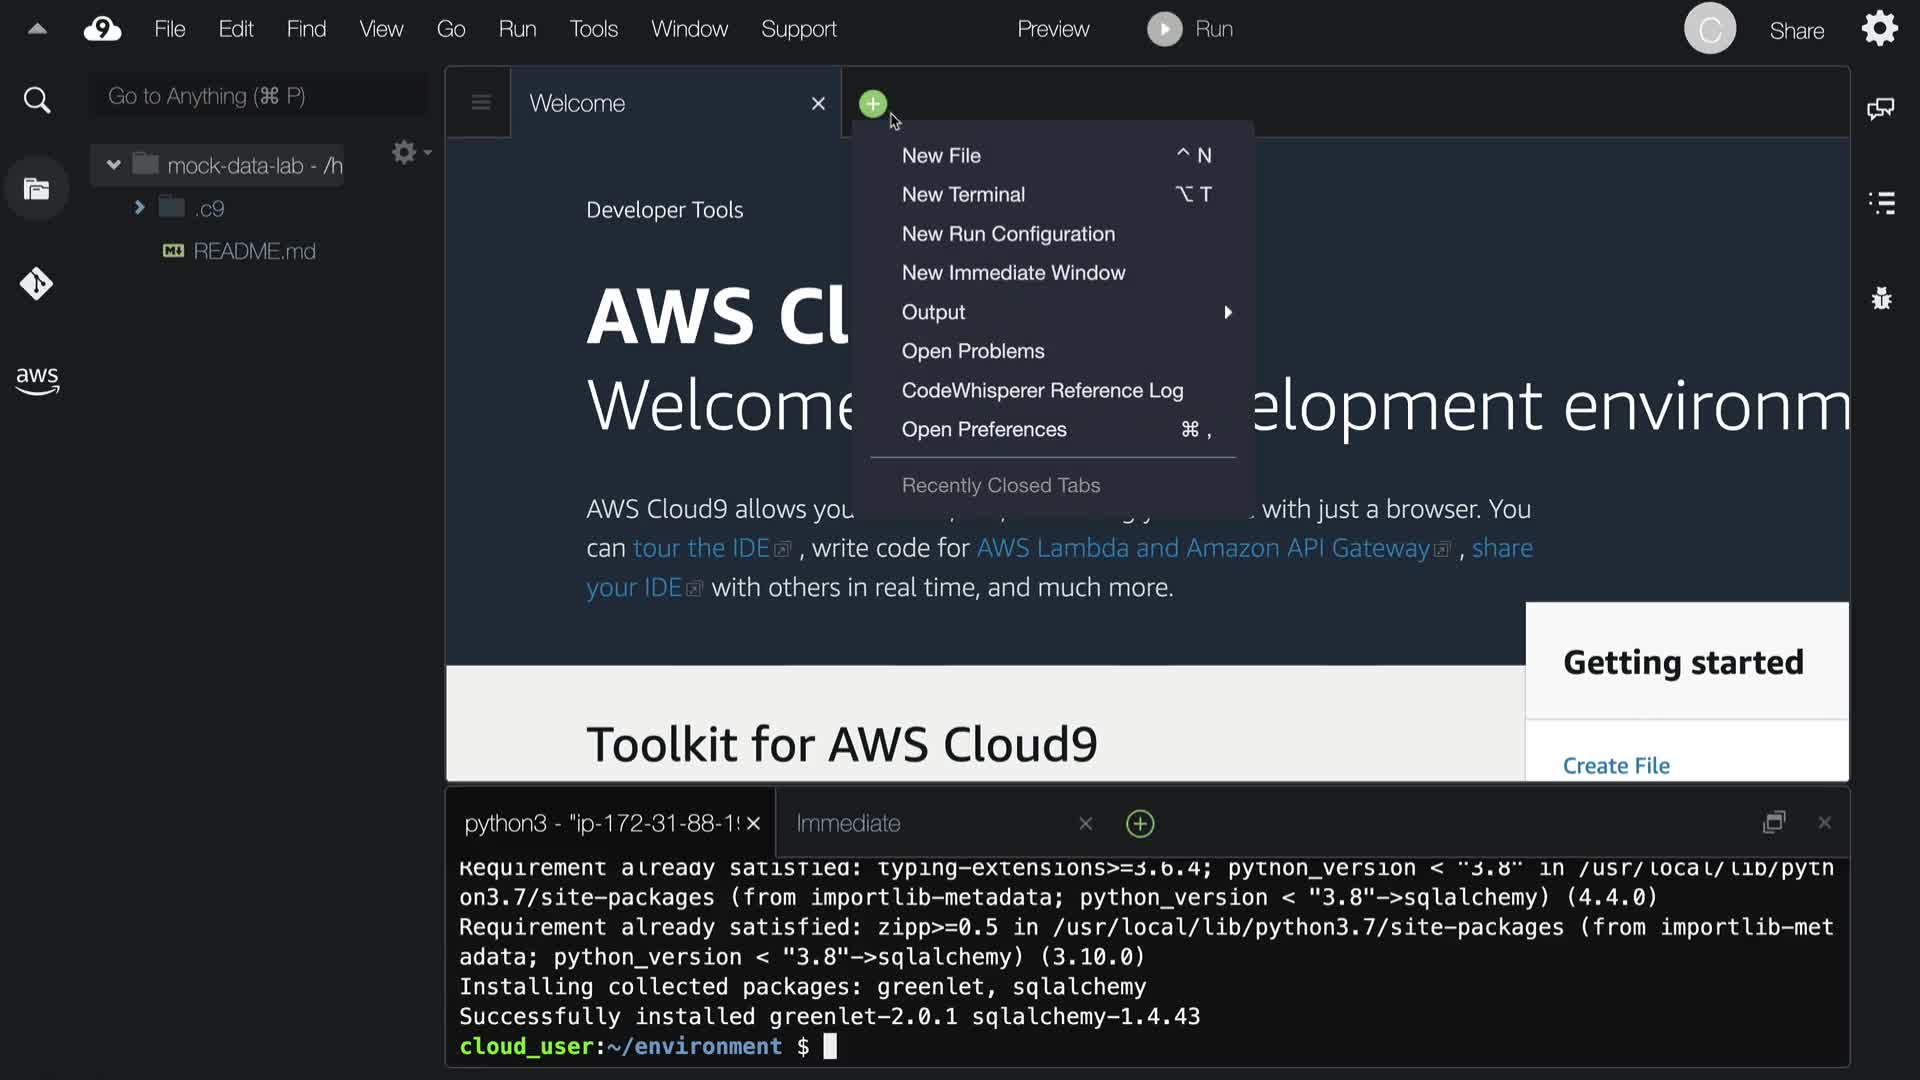 9 File Edit Find View Go Run Tools Window Support Preview Run C Share
Go to Anything (⌘ P)
mock-data-lab - /h
.c9
README.md
aws
Welcome
New File ^ N
New Terminal ⌥ T
New Run Configuration
New Immediate Window
Output
Open Problems
CodeWhisperer Reference Log
Open Preferences ⌘ ,
Recently Closed Tabs
Developer Tools
AWS Cl
Welcome elopment environm
AWS Cloud9 allows you with just a browser. You
can tour the IDE , write code for AWS Lambda and Amazon API Gateway , share
your IDE with others in real time, and much more.
Getting started
Toolkit for AWS Cloud9
Create File
python3 - "ip-172-31-88-1 Immediate
Requirement already satisfied: typing-extensions>=3.6.4; python_version < "3.8" in /usr/local/lib/pyth
on3.7/site-packages (from importlib-metadata; python_version < "3.8"->sqlalchemy) (4.4.0)
Requirement already satisfied: zipp>=0.5 in /usr/local/lib/python3.7/site-packages (from importlib-met
adata; python_version < "3.8"->sqlalchemy) (3.10.0)
Installing collected packages: greenlet, sqlalchemy
Successfully installed greenlet-2.0.1 sqlalchemy-1.4.43
cloud_user:~/environment $